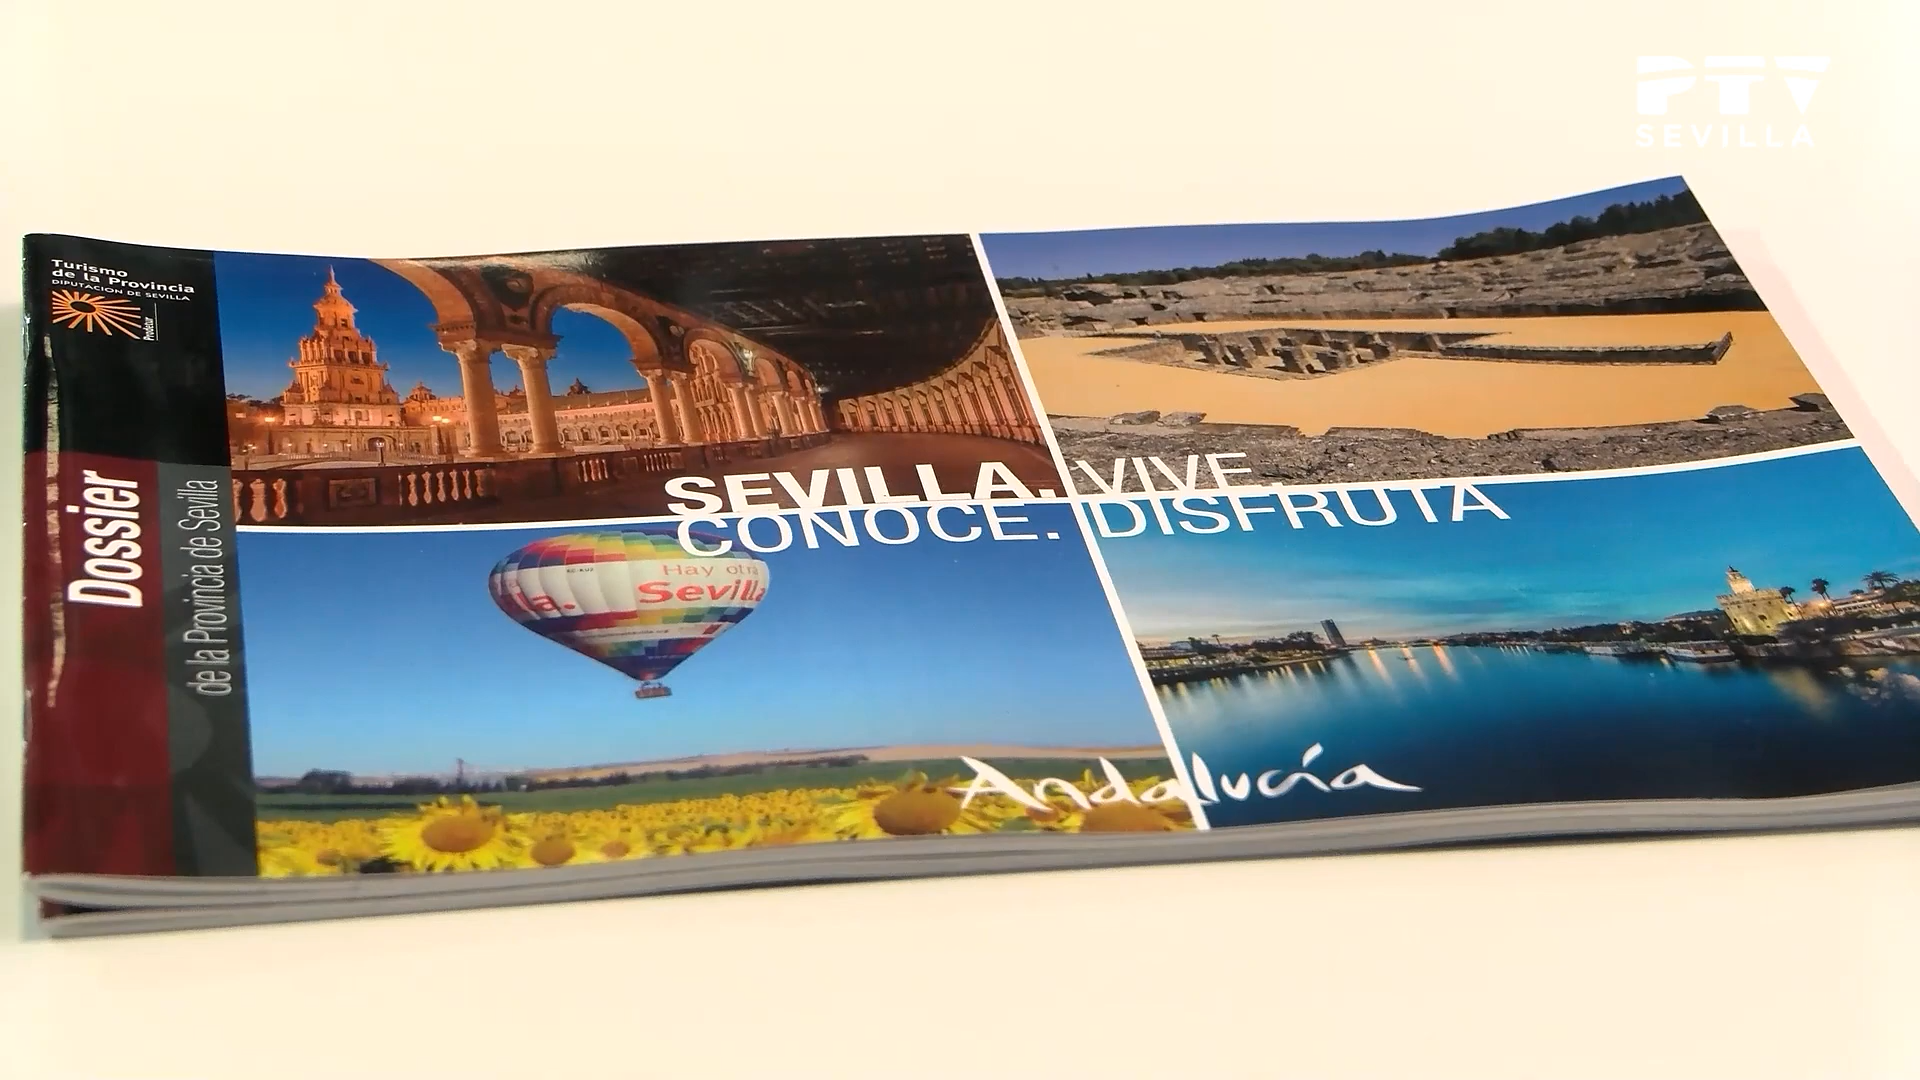 PTV
SEVILLA
Turismo
de la Provincia
DIPUTACION DE SEVILLA
Prodetur
Dossier
de la Provincia de Sevilla
SEVILLA. VIVE.
CONOCE. DISFRUTA
Hay otra
Sevilla
la.
Andalucía